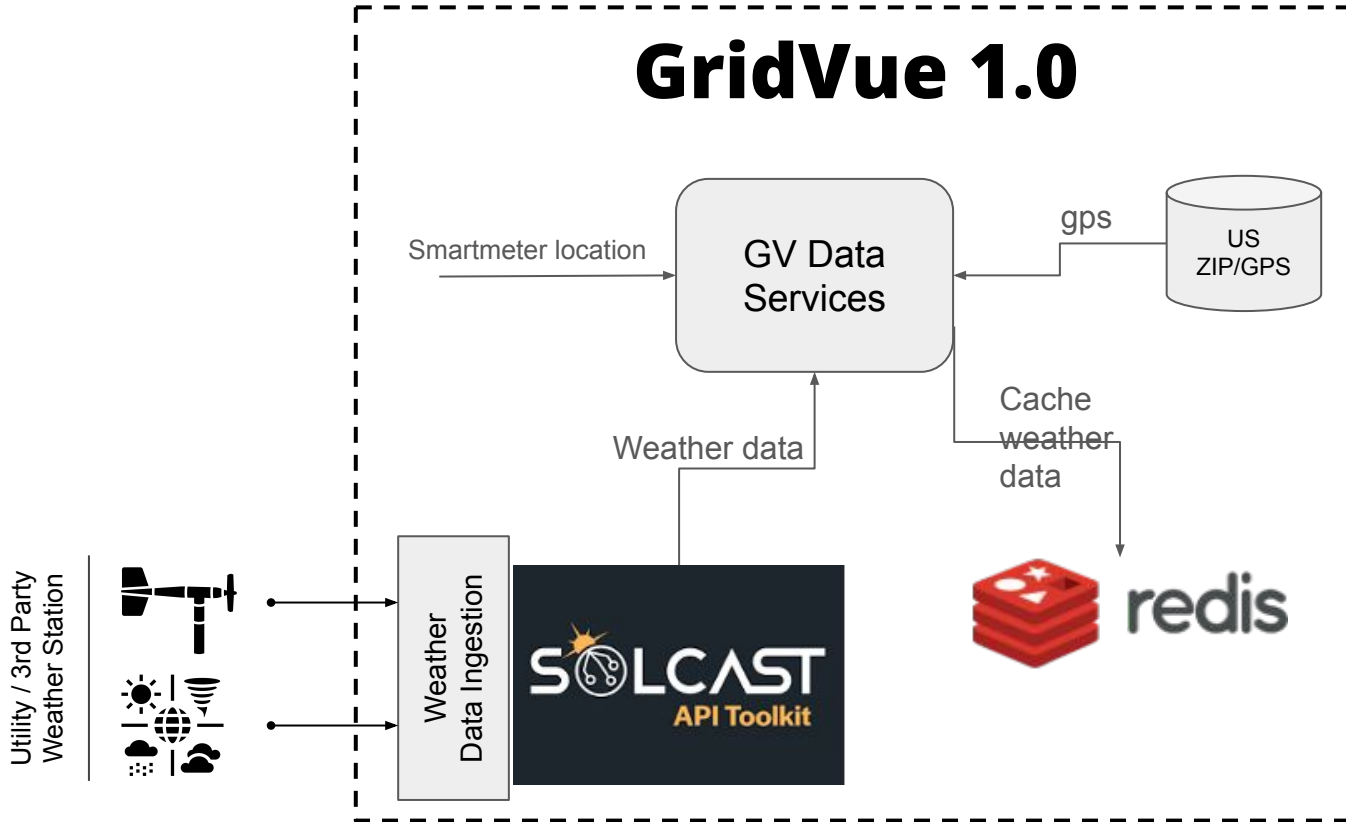 GridVue 1.0
Smartmeter location
GV Data
Services
gps
US
ZIP/GPS
Weather data
Cache
weather
data
Utility / 3rd Party
Weather Station
Weather
Data Ingestion
SOLCAST
API Toolkit
redis